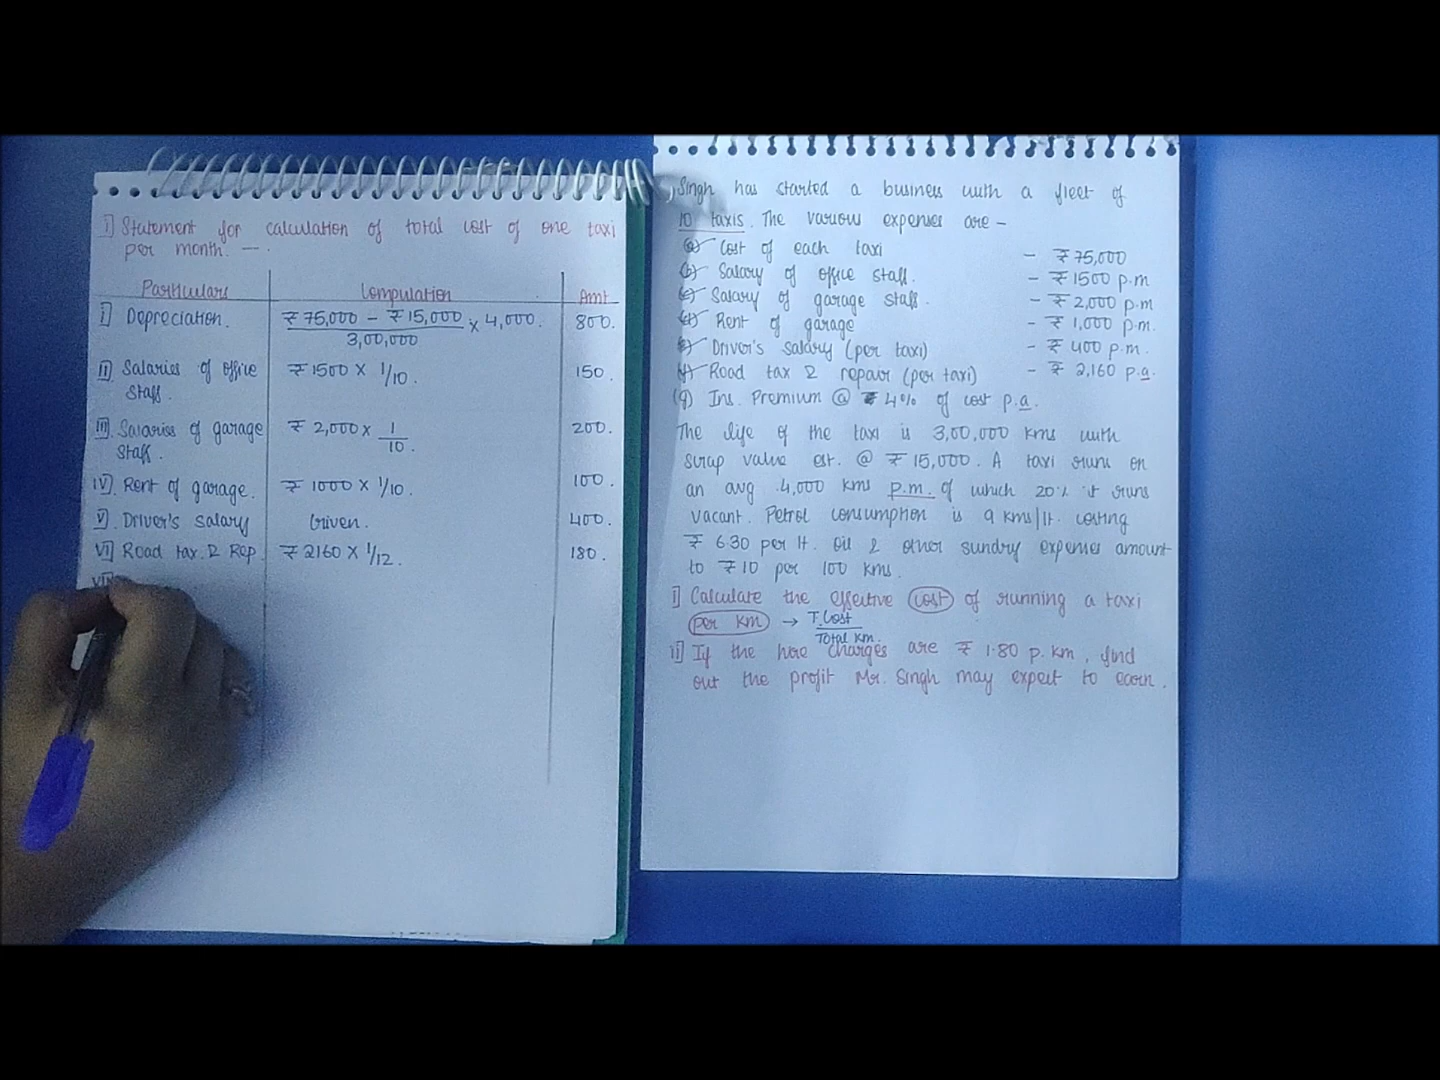 i] Statement for calculation of total cost of one taxi
per month. —.
Particulars Computation Amt
i] Depreciation. ₹ 75,000 – ₹ 15,000 × 4,000. 800.
3,00,000
ii] Salaries of office ₹ 1500 × 1/10. 150.
Staff.
iii] Salaries of garage ₹ 2,000 × 1/10. 200.
Staff.
iv] Rent of garage. ₹ 1000 × 1/10. 100.
v] Driver's salary Given. 400.
vi] Road tax & Rep. ₹ 2160 × 1/12. 180.
vii]
Singh has started a business with a fleet of
10 taxis. The various expenses are –
(a) Cost of each taxi – ₹ 75,000
(b) Salary of office staff. – ₹ 1500 p.m
(c) Salary of garage staff. – ₹ 2,000 p.m
(d) Rent of garage – ₹ 1,000 p.m.
(e) Driver's salary (per taxi) – ₹ 400 p.m.
(f) Road tax & repair (per taxi) – ₹ 2,160 p.a.
(g) Ins. Premium @ 4% of cost p.a.
The life of the taxi is 3,00,000 kms with
scrap value est. @ ₹ 15,000. A taxi runs on
an avg 4,000 kms p.m. of which 20% it runs
vacant. Petrol consumption is 9 kms/lt. costing
₹ 6.30 per lt. Oil & other sundry expenses amount
to ₹ 10 per 100 kms.
i] Calculate the effective cost of running a taxi
per km → T.Cost
Total km.
ii] If the hire charges are ₹ 1.80 p. km, find
out the profit Mr. Singh may expect to earn.